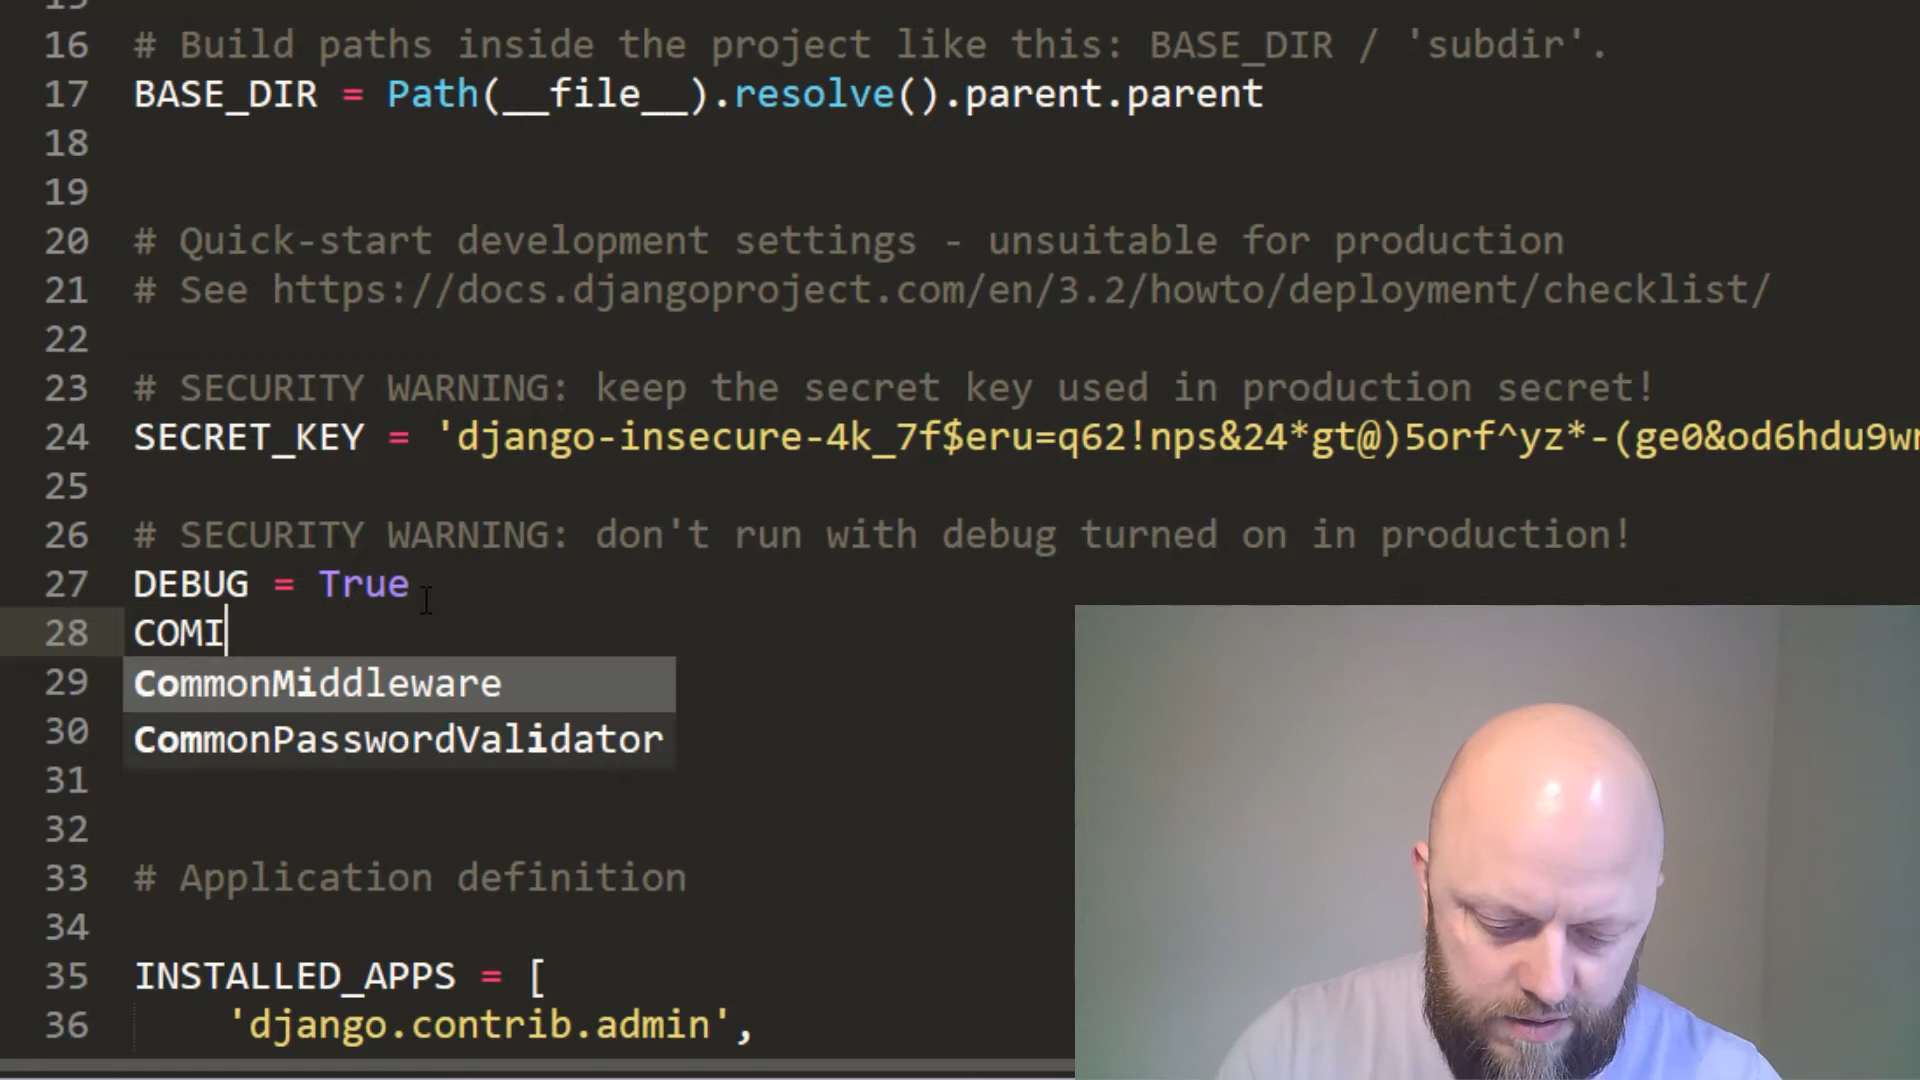 16 # Build paths inside the project like this: BASE_DIR / 'subdir'.
17 BASE_DIR = Path(__file__).resolve().parent.parent
18
19
20 # Quick-start development settings - unsuitable for production
21 # See https://docs.djangoproject.com/en/3.2/howto/deployment/checklist/
22
23 # SECURITY WARNING: keep the secret key used in production secret!
24 SECRET_KEY = 'django-insecure-4k_7f$eru=q62!nps&24*gt@)5orf^yz*-(ge0&od6hdu9w
25
26 # SECURITY WARNING: don't run with debug turned on in production!
27 DEBUG = True
28 COMI
29 CommonMiddleware
30 CommonPasswordValidator
31
32
33 # Application definition
34
35 INSTALLED_APPS = [
36 'django.contrib.admin',